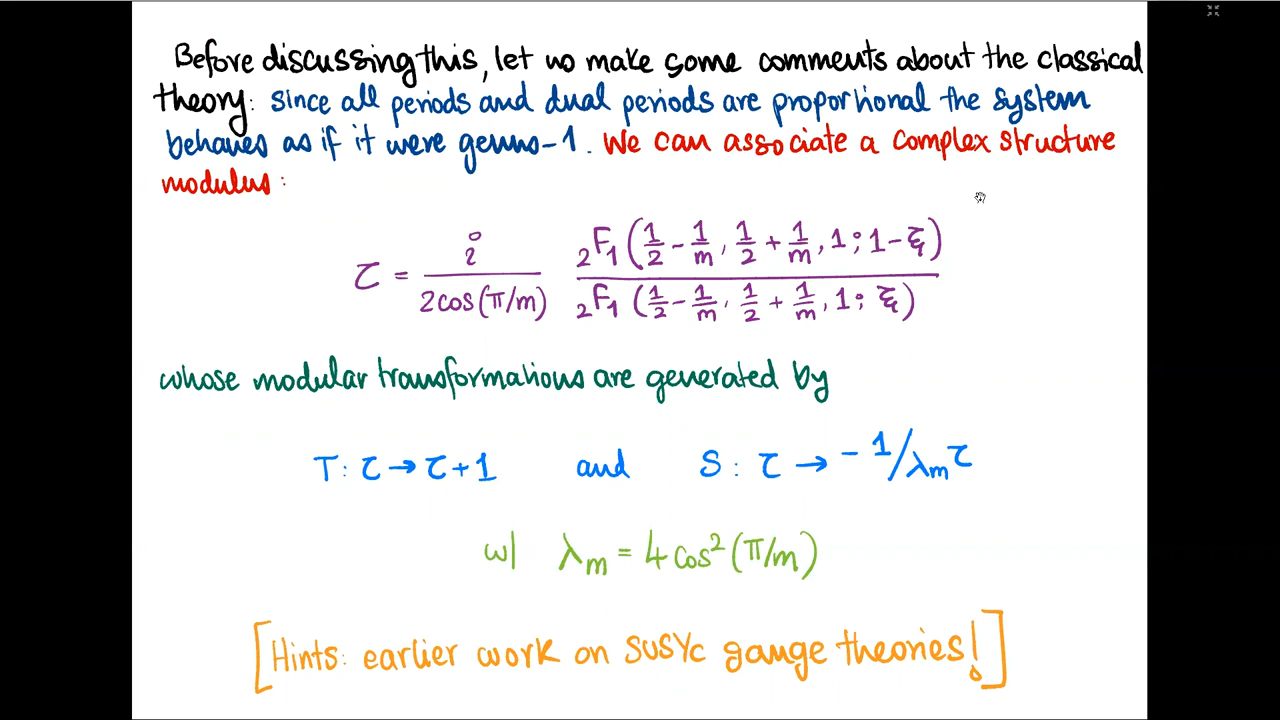 Before discussing this, let us make some comments about the classical
theory: since all periods and dual periods are proportional the system
behaves as if it were genus-1. We can associate a complex structure
modulus:
τ = i / 2cos(π/m) ₂F₁(1/2 - 1/m, 1/2 + 1/m, 1; 1-ξ) / ₂F₁(1/2 - 1/m, 1/2 + 1/m, 1; ξ)
whose modular transformations are generated by
T: τ → τ+1 and S: τ → -1/λₘτ
w/ λₘ = 4cos²(π/m)
[Hints: earlier work on SUSYc gauge theories!]